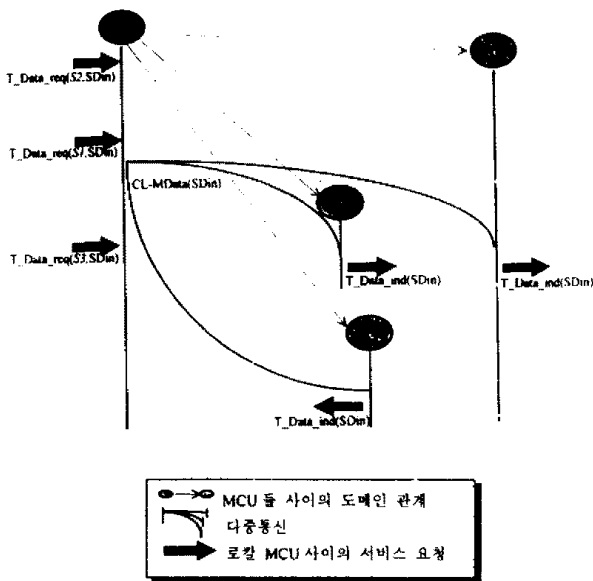 T_Data_req(S2,SDin)
T_Data_req(S1,SDin)
CL-MData(SDin)
T_Data_req(S3,SDin)
T_Data_ind(SDin)
T_Data_ind(SDin)
T_Data_ind(SDin)
MCU 들 사이의 도메인 관계
다중통신
로칼 MCU 사이의 서비스 요청